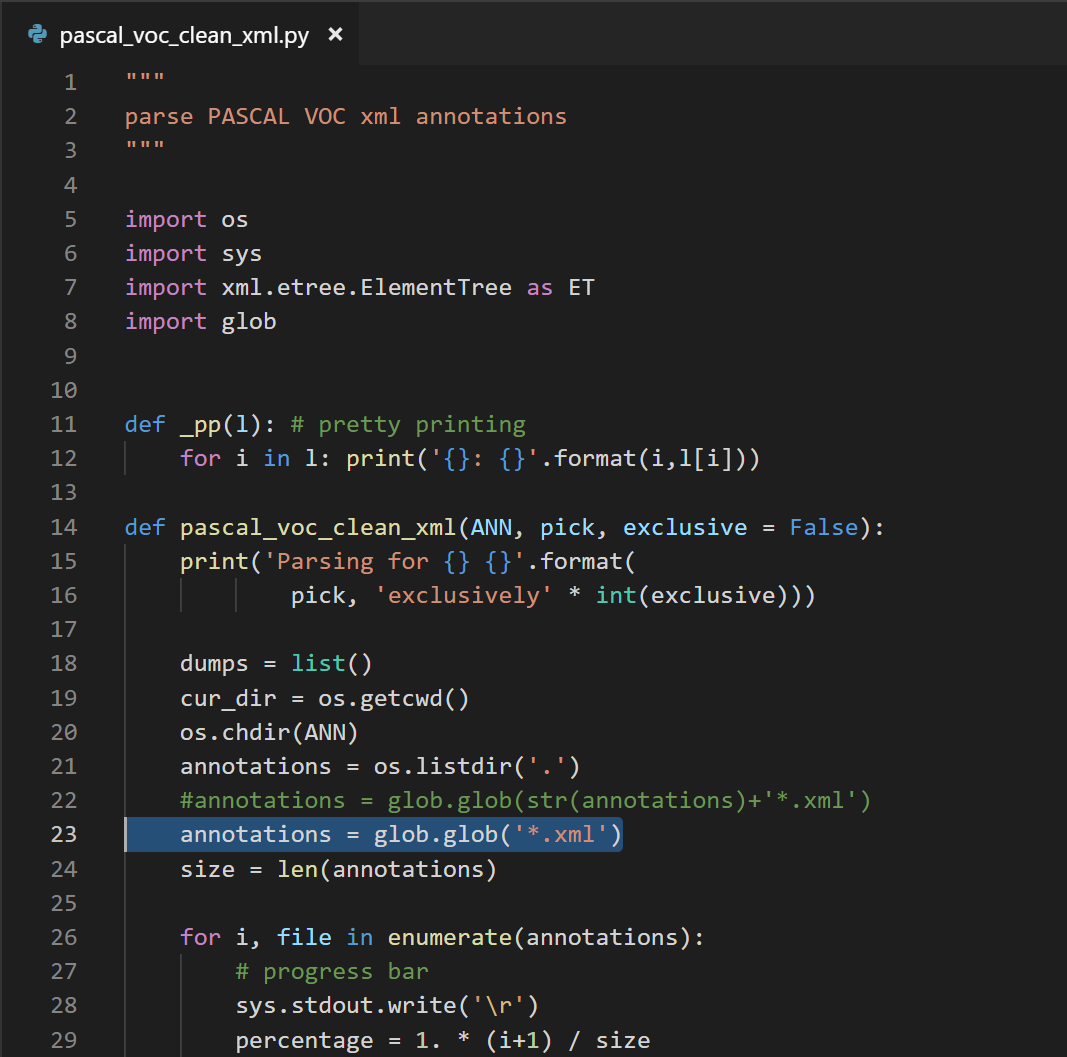 pascal_voc_clean_xml.py ×
1 """
2 parse PASCAL VOC xml annotations
3 """
4
5 import os
6 import sys
7 import xml.etree.ElementTree as ET
8 import glob
9
10
11 def _pp(l): # pretty printing
12     for i in l: print('{}: {}'.format(i,l[i]))
13
14 def pascal_voc_clean_xml(ANN, pick, exclusive = False):
15     print('Parsing for {} {}'.format(
16             pick, 'exclusively' * int(exclusive)))
17
18     dumps = list()
19     cur_dir = os.getcwd()
20     os.chdir(ANN)
21     annotations = os.listdir('.')
22     #annotations = glob.glob(str(annotations)+'*.xml')
23     annotations = glob.glob('*.xml')
24     size = len(annotations)
25
26     for i, file in enumerate(annotations):
27         # progress bar
28         sys.stdout.write('\r')
29         percentage = 1. * (i+1) / size